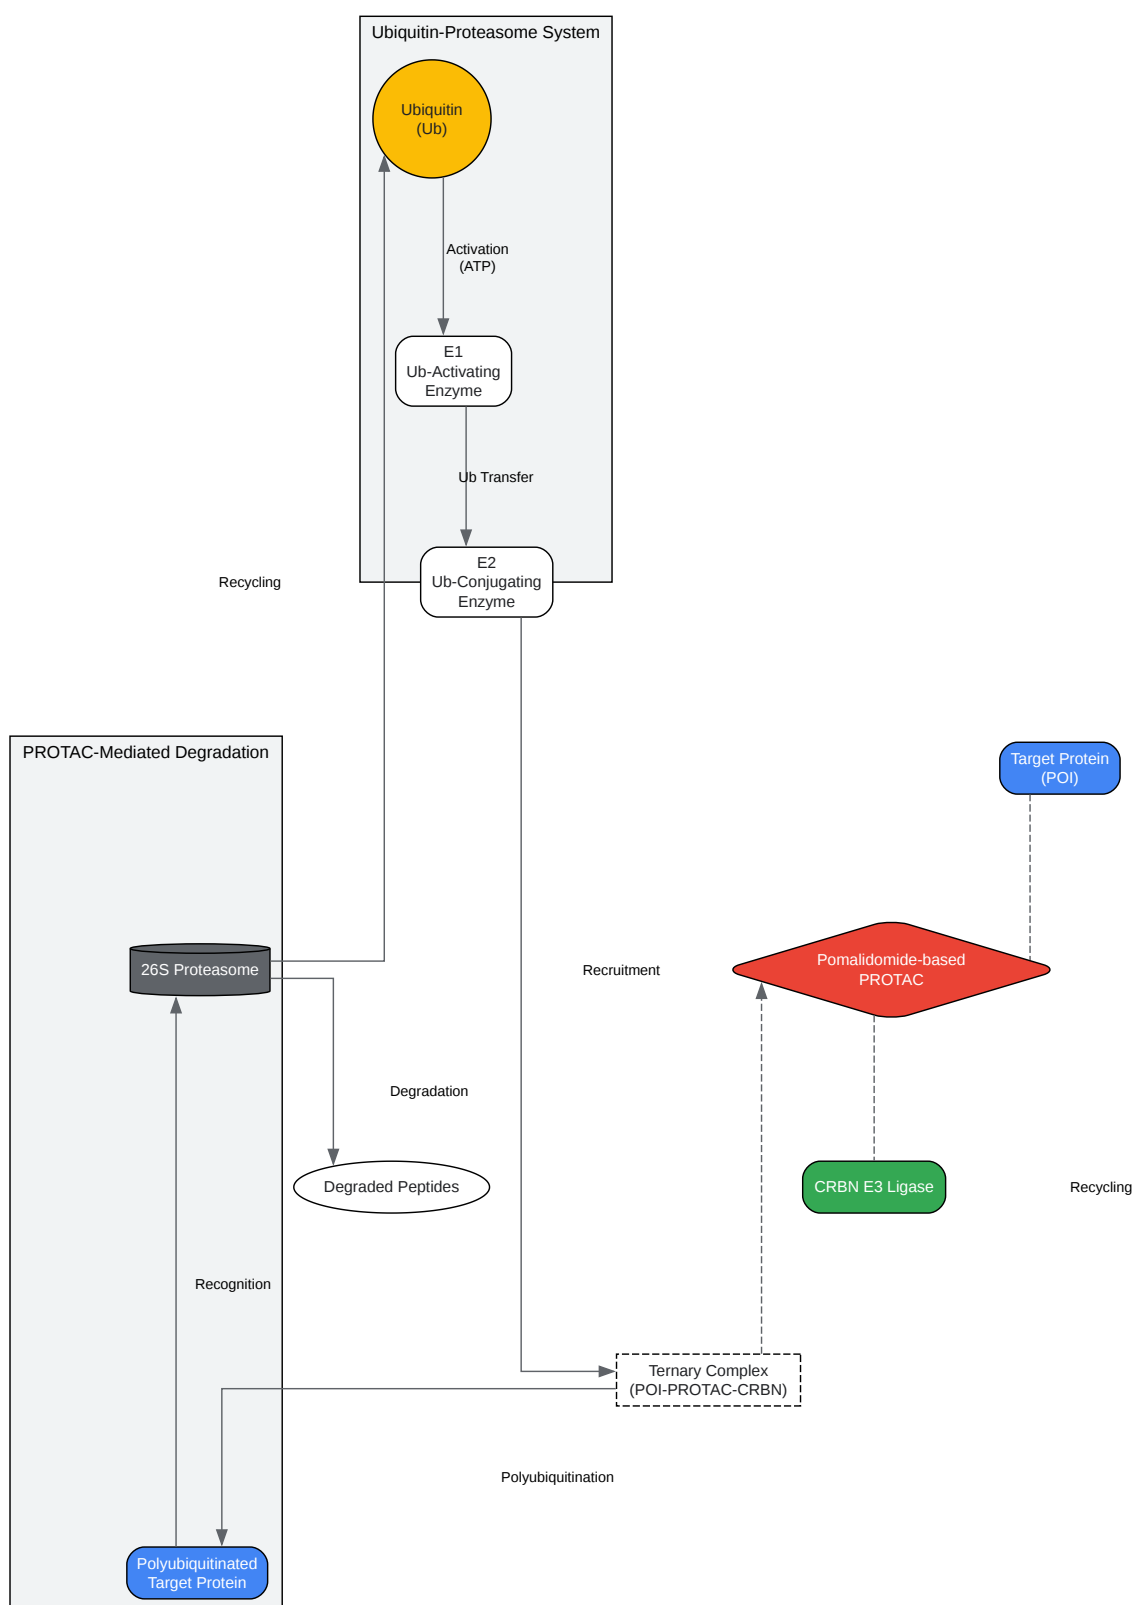 Ubiquitin-Proteasome System
Ubiquitin
(Ub)
Activation
(ATP)
E1
Ub-Activating
Enzyme
Ub Transfer
E2
Ub-Conjugating
Enzyme
Recycling
PROTAC-Mediated Degradation
Target Protein
(POI)
26S Proteasome
Recruitment
Pomalidomide-based
PROTAC
Degradation
Degraded Peptides
CRBN E3 Ligase
Recycling
Recognition
Ternary Complex
(POI-PROTAC-CRBN)
Polyubiquitination
Polyubiquitinated
Target Protein